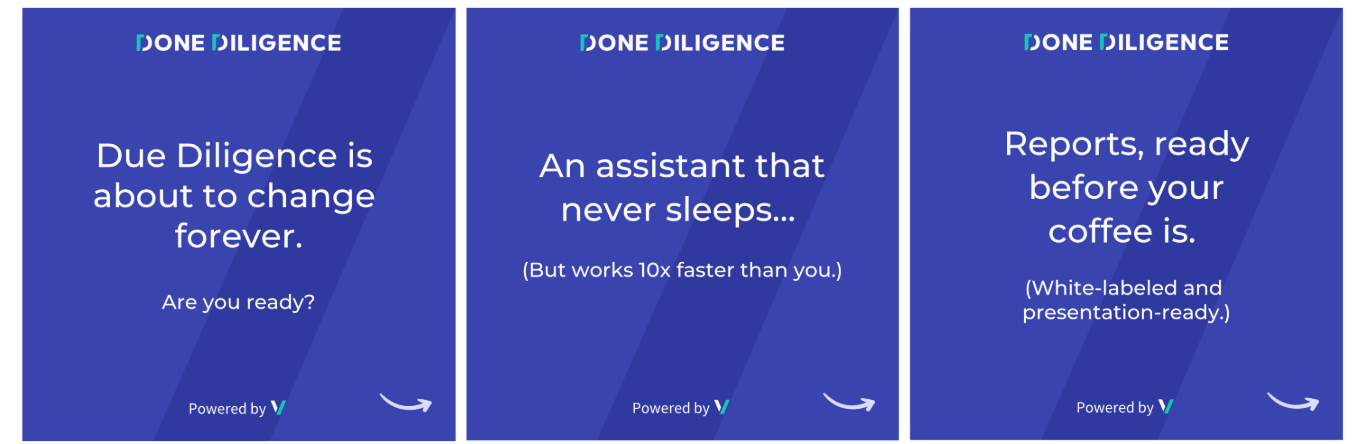 DONE DILIGENCE
Due Diligence is
about to change
forever.
Are you ready?
Powered by V
DONE DILIGENCE
An assistant that
never sleeps...
(But works 10x faster than you.)
Powered by V
DONE DILIGENCE
Reports, ready
before your
coffee is.
(White-labeled and
presentation-ready.)
Powered by V